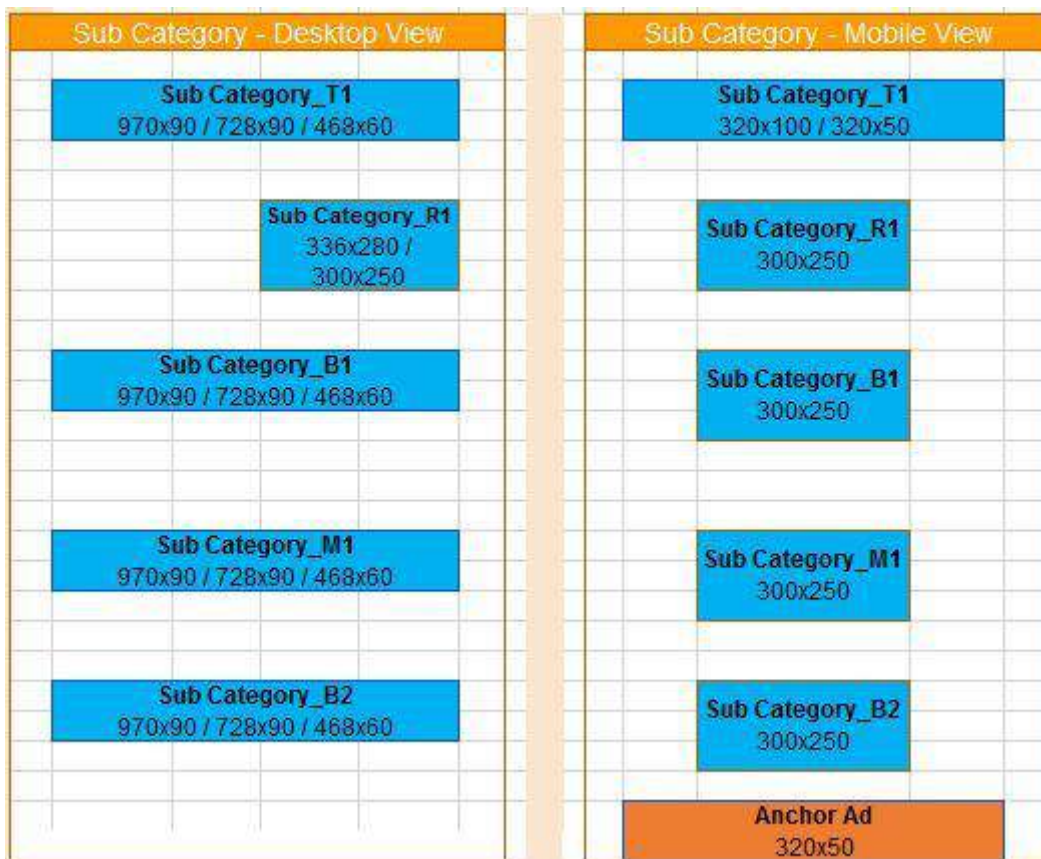 Sub Category - Desktop View
Sub Category_T1
970x90 / 728x90 / 468x60
Sub Category_R1
336x280 /
300x250
Sub Category_B1
970x90 / 728x90 / 468x60
Sub Category_M1
970x90 / 728x90 / 468x60
Sub Category_B2
970x90 / 728x90 / 468x60
Sub Category - Mobile View
Sub Category_T1
320x100 / 320x50
Sub Category_R1
300x250
Sub Category_B1
300x250
Sub Category_M1
300x250
Sub Category_B2
300x250
Anchor Ad
320x50